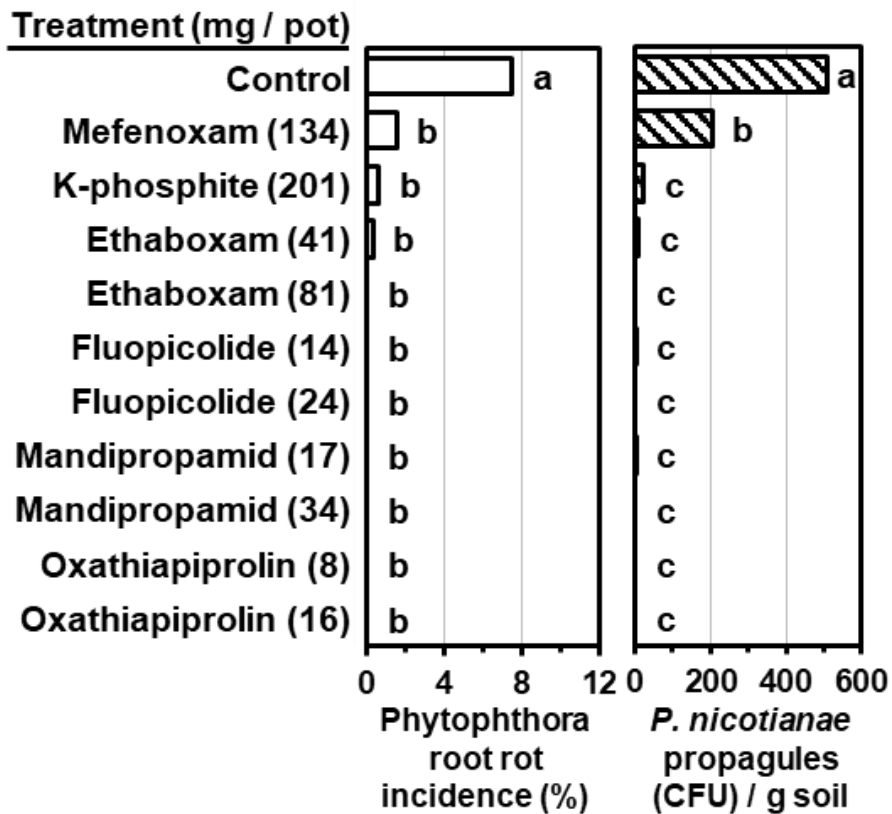 Treatment (mg / pot)
Control
a
a
Mefenoxam (134)
b
b
K-phosphite (201)
b
c
Ethaboxam (41)
b
c
Ethaboxam (81)
b
c
Fluopicolide (14)
b
c
Fluopicolide (24)
b
c
Mandipropamid (17)
b
c
Mandipropamid (34)
b
c
Oxathiapiprolin (8)
b
c
Oxathiapiprolin (16)
b
c
0 4 8 12
0 200 400 600
Phytophthora
root rot
incidence (%)
P. nicotianae
propagules
(CFU) / g soil